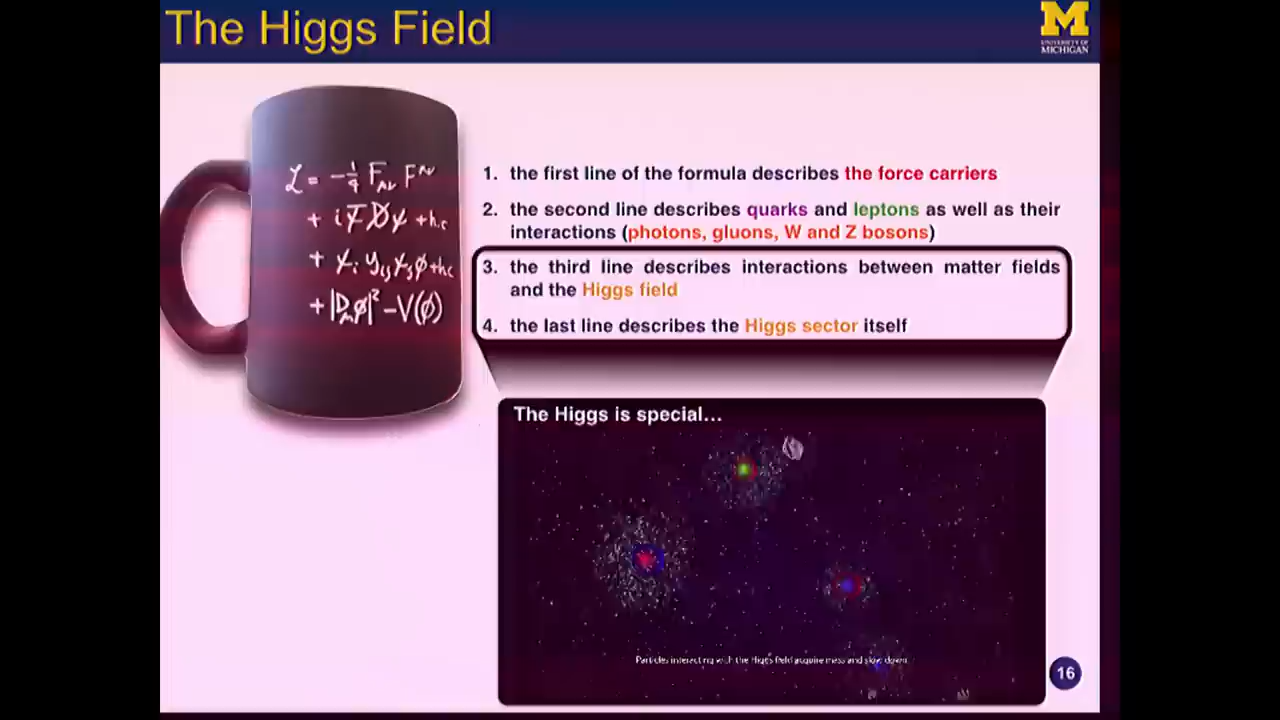 The Higgs Field
M
UNIVERSITY OF
MICHIGAN
ℒ = -¼ Fμν Fμν
+ i ψ̄ D̸ ψ + h.c
+ ψi yij ψj φ + h.c
+ |Dμ φ|² - V(φ)
1. the first line of the formula describes the force carriers
2. the second line describes quarks and leptons as well as their
interactions (photons, gluons, W and Z bosons)
3. the third line describes interactions between matter fields
and the Higgs field
4. the last line describes the Higgs sector itself
The Higgs is special...
Particles interacting with the Higgs field acquire mass and slow down
16